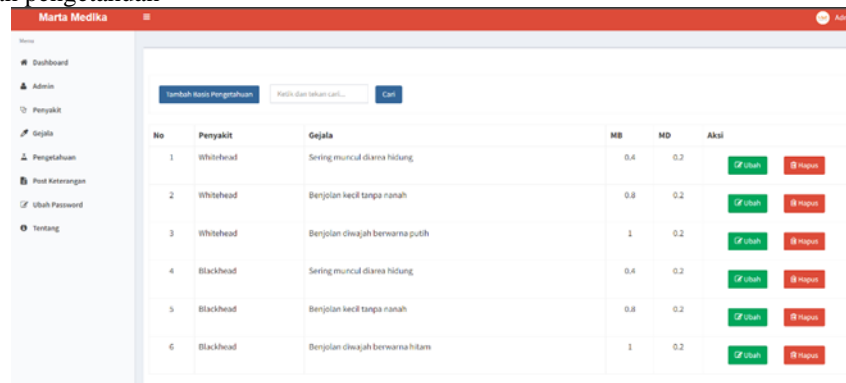 Marta Medika
Menu
Dashboard
Admin
Penyakit
Gejala
Pengetahuan
Post Keterangan
Ubah Password
Tentang
Tambah Basis Pengetahuan Ketik dan tekan cari... Cari
No Penyakit Gejala MB MD Aksi
1 Whitehead Sering muncul diarea hidung 0.4 0.2 Ubah Hapus
2 Whitehead Benjolan kecil tanpa nanah 0.8 0.2 Ubah Hapus
3 Whitehead Benjolan diwajah berwarna putih 1 0.2 Ubah Hapus
4 Blackhead Sering muncul diarea hidung 0.4 0.2 Ubah Hapus
5 Blackhead Benjolan kecil tanpa nanah 0.8 0.2 Ubah Hapus
6 Blackhead Benjolan diwajah berwarna hitam 1 0.2 Ubah Hapus